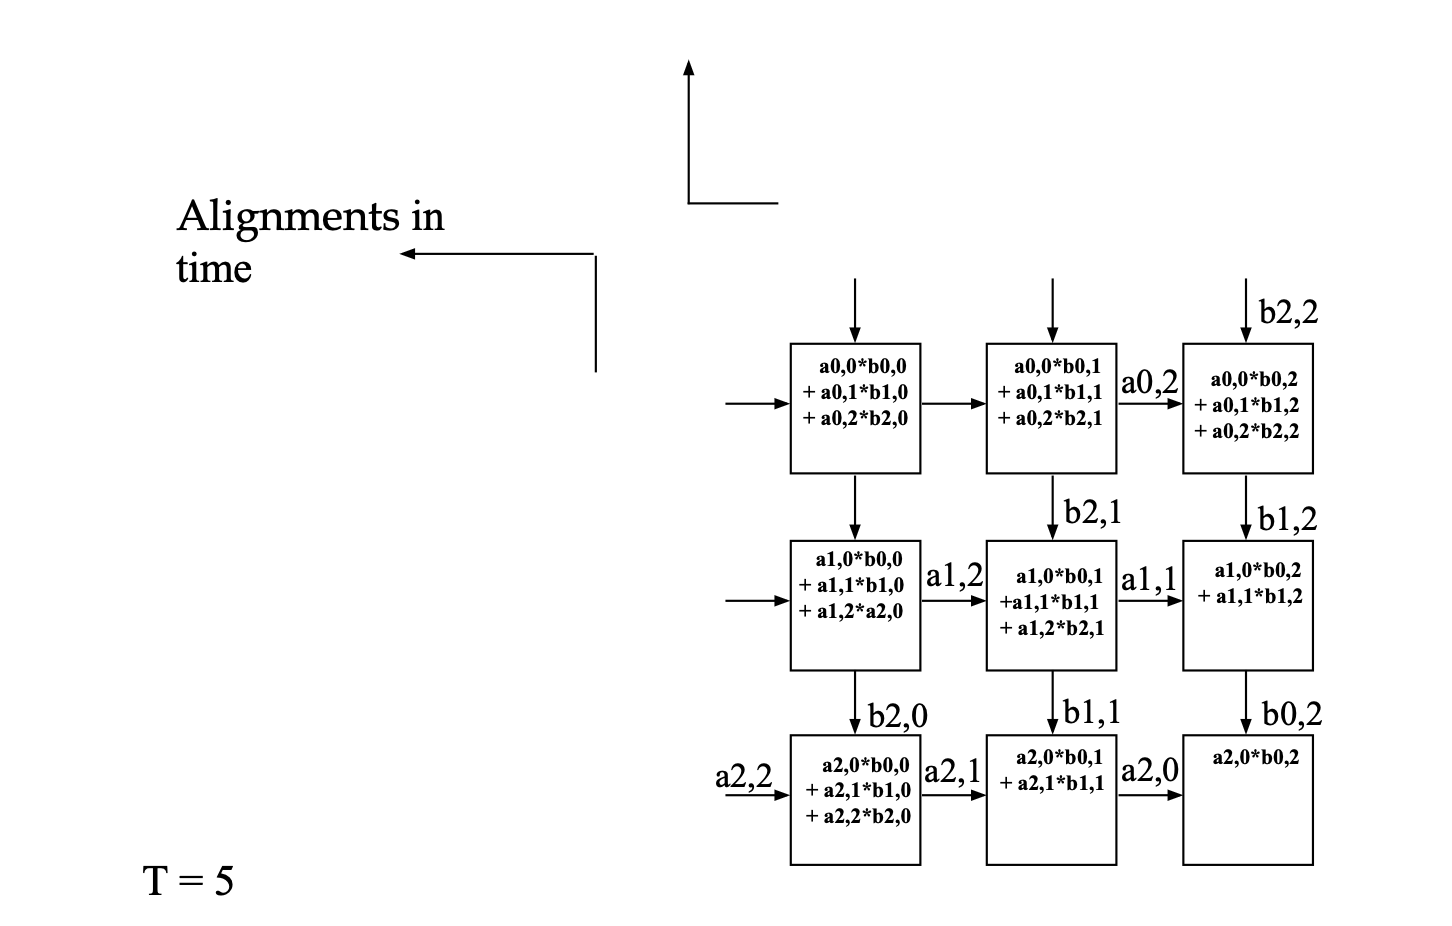 Alignments in
time
b2,2
a0,0*b0,0
+ a0,1*b1,0
+ a0,2*b2,0
a0,0*b0,1
+ a0,1*b1,1
+ a0,2*b2,1
a0,2
a0,0*b0,2
+ a0,1*b1,2
+ a0,2*b2,2
b2,1
b1,2
a1,0*b0,0
+ a1,1*b1,0
+ a1,2*a2,0
a1,2
a1,0*b0,1
+a1,1*b1,1
+ a1,2*b2,1
a1,1
a1,0*b0,2
+ a1,1*b1,2
b2,0
b1,1
b0,2
a2,2
a2,0*b0,0
+ a2,1*b1,0
+ a2,2*b2,0
a2,1
a2,0*b0,1
+ a2,1*b1,1
a2,0
a2,0*b0,2
T = 5